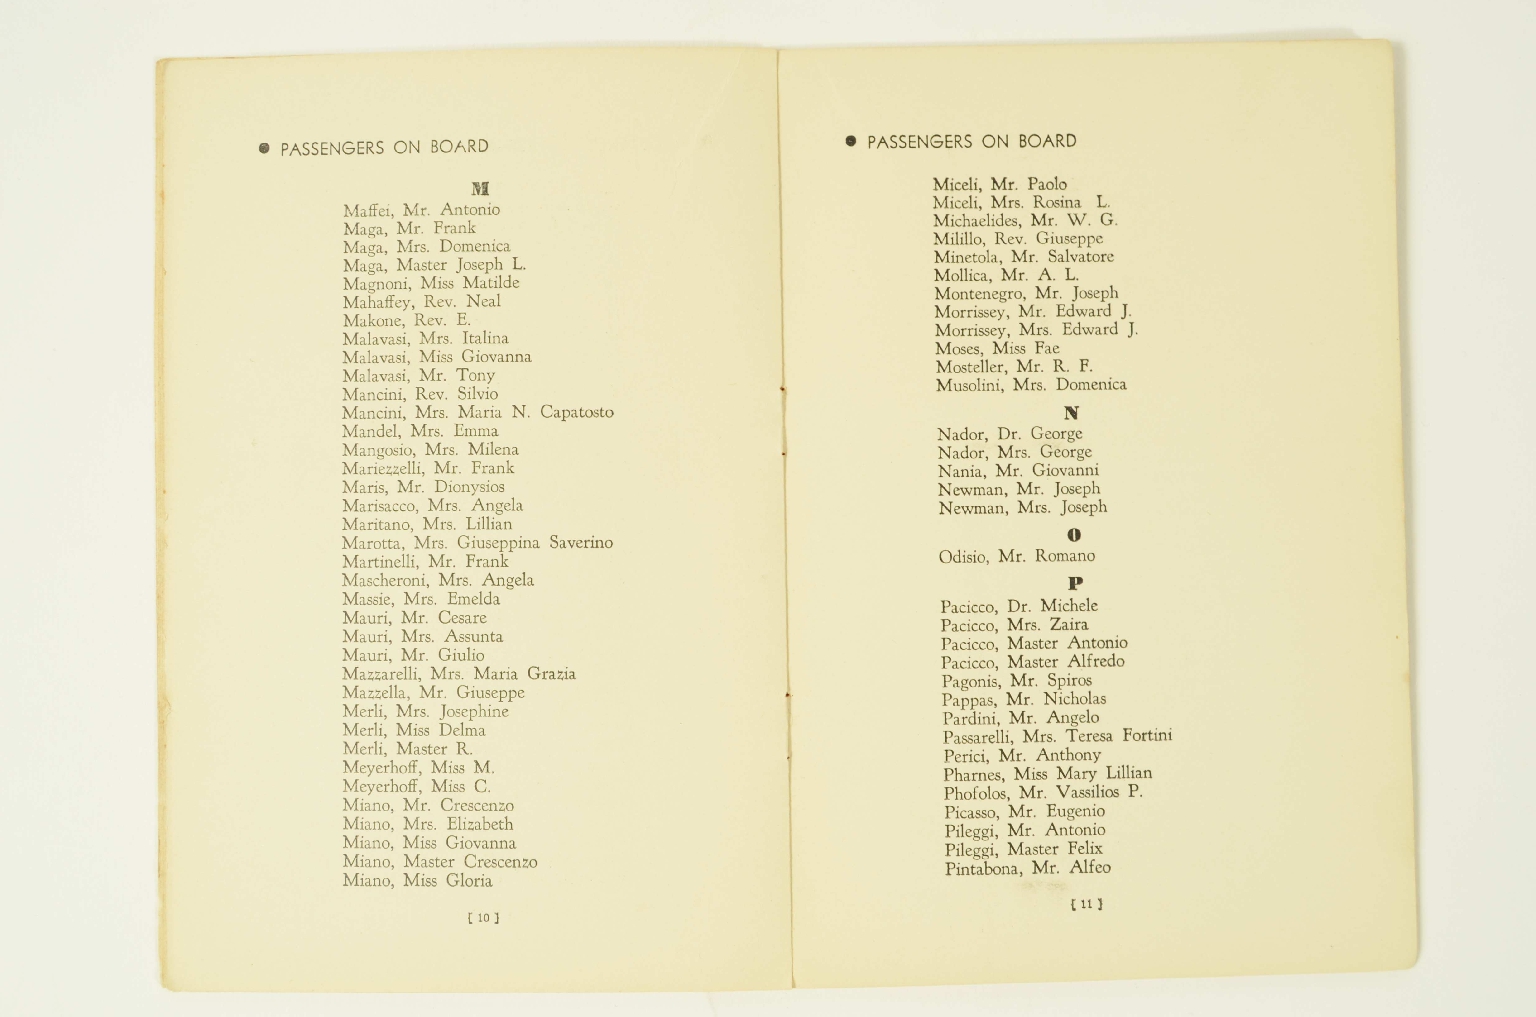 ● PASSENGERS ON BOARD
M
Maffei, Mr. Antonio
Maga, Mr. Frank
Maga, Mrs. Domenica
Maga, Master Joseph L.
Magnoni, Miss Matilde
Mahaffey, Rev. Neal
Makone, Rev. E.
Malavasi, Mrs. Italina
Malavasi, Miss Giovanna
Malavasi, Mr. Tony
Mancini, Rev. Silvio
Mancini, Mrs. Maria N. Capatosto
Mandel, Mrs. Emma
Mangosio, Mrs. Milena
Mariezzelli, Mr. Frank
Maris, Mr. Dionysios
Marisacco, Mrs. Angela
Maritano, Mrs. Lillian
Marotta, Mrs. Giuseppina Saverino
Martinelli, Mr. Frank
Mascheroni, Mrs. Angela
Massie, Mrs. Emelda
Mauri, Mr. Cesare
Mauri, Mrs. Assunta
Mauri, Mr. Giulio
Mazzarelli, Mrs. Maria Grazia
Mazzella, Mr. Giuseppe
Merli, Mrs. Josephine
Merli, Miss Delma
Merli, Master R.
Meyerhoff, Miss M.
Meyerhoff, Miss C.
Miano, Mr. Crescenzo
Miano, Mrs. Elizabeth
Miano, Miss Giovanna
Miano, Master Crescenzo
Miano, Miss Gloria
[ 10 ]
● PASSENGERS ON BOARD
Miceli, Mr. Paolo
Miceli, Mrs. Rosina L.
Michaelides, Mr. W. G.
Milillo, Rev. Giuseppe
Minetola, Mr. Salvatore
Mollica, Mr. A. L.
Montenegro, Mr. Joseph
Morrissey, Mr. Edward J.
Morrissey, Mrs. Edward J.
Moses, Miss Fae
Mosteller, Mr. R. F.
Musolini, Mrs. Domenica
N
Nador, Dr. George
Nador, Mrs. George
Nania, Mr. Giovanni
Newman, Mr. Joseph
Newman, Mrs. Joseph
O
Odisio, Mr. Romano
P
Pacicco, Dr. Michele
Pacicco, Mrs. Zaira
Pacicco, Master Antonio
Pacicco, Master Alfredo
Pagonis, Mr. Spiros
Pappas, Mr. Nicholas
Pardini, Mr. Angelo
Passarelli, Mrs. Teresa Fortini
Perici, Mr. Anthony
Pharnes, Miss Mary Lillian
Phofolos, Mr. Vassilios P.
Picasso, Mr. Eugenio
Pileggi, Mr. Antonio
Pileggi, Master Felix
Pintabona, Mr. Alfeo
[ 11 ]